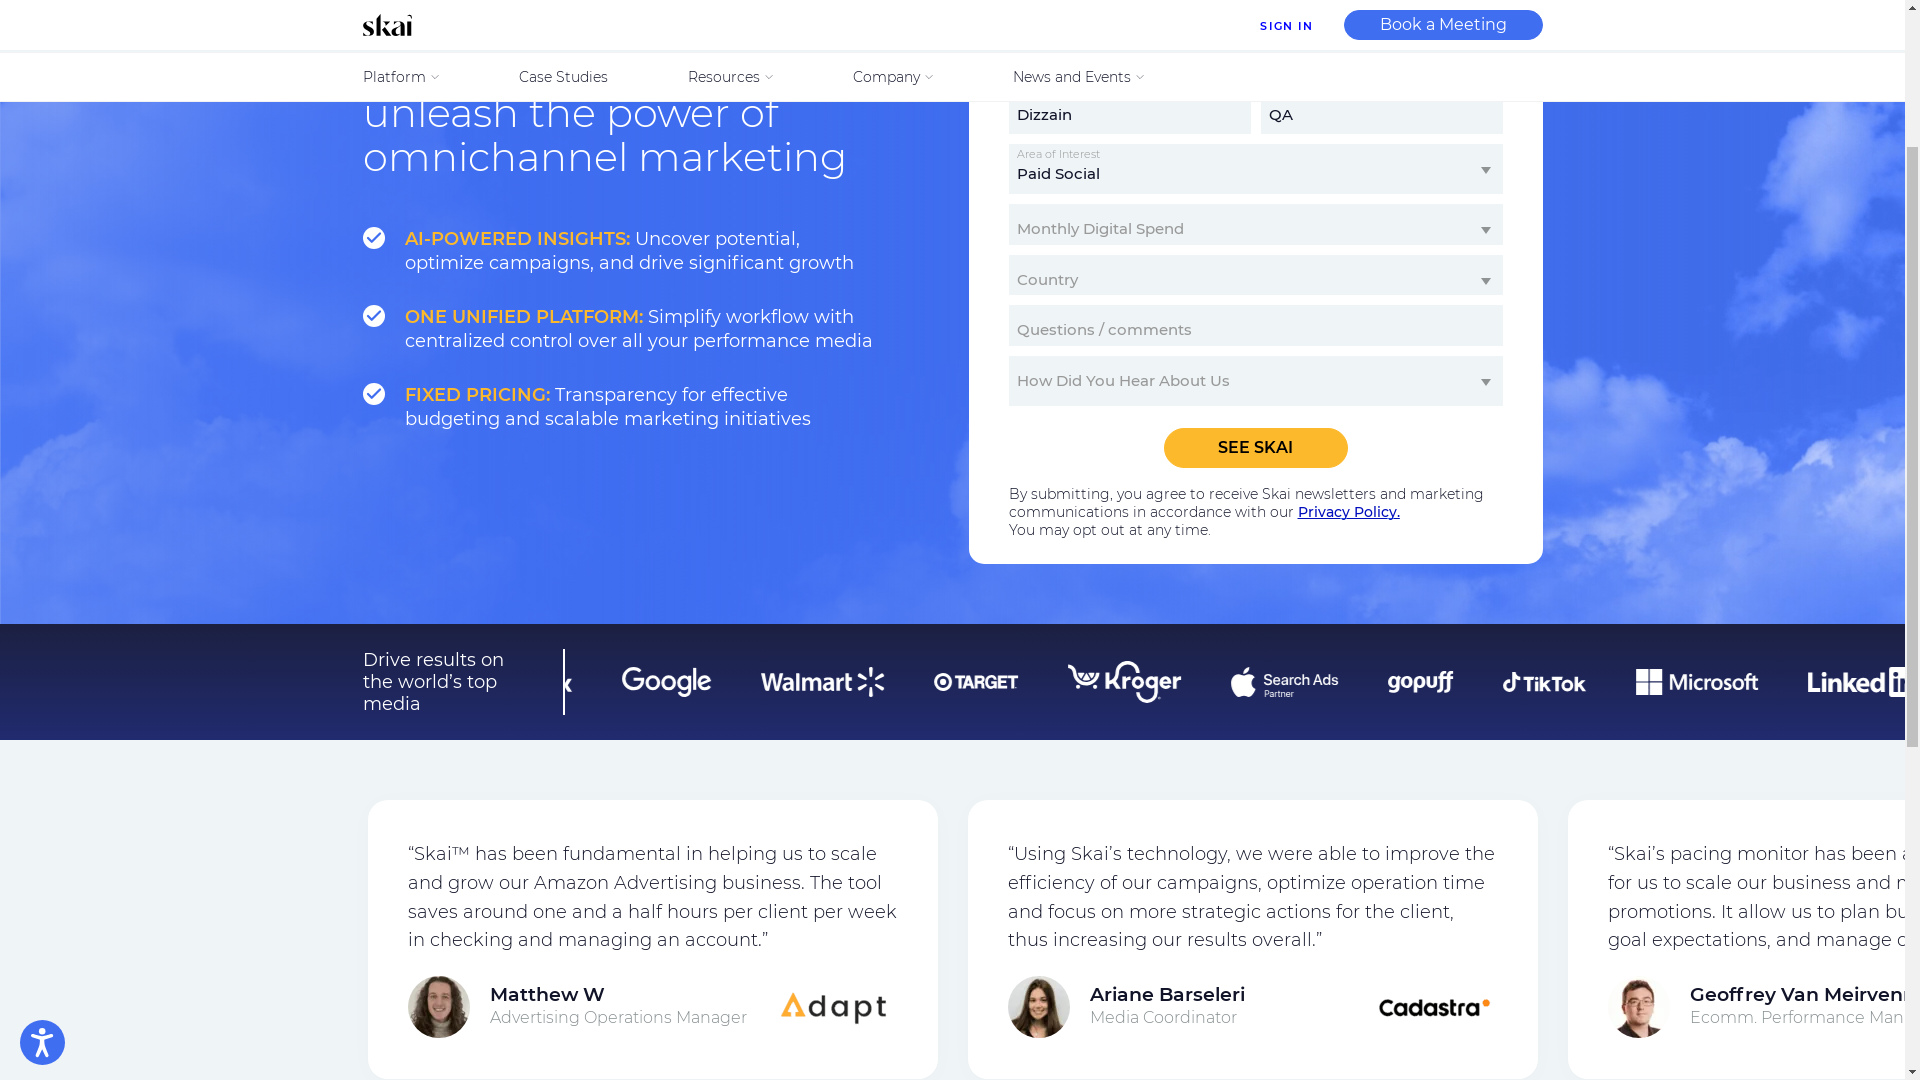 skai
SIGN IN
Book a Meeting
Platform
Case Studies
Resources
Company
News and Events
unleash the power of
omnichannel marketing
AI-POWERED INSIGHTS: Uncover potential,
optimize campaigns, and drive significant growth
ONE UNIFIED PLATFORM: Simplify workflow with
centralized control over all your performance media
FIXED PRICING: Transparency for effective
budgeting and scalable marketing initiatives
Dizzain
QA
Area of Interest
Paid Social
Monthly Digital Spend
Country
Questions / comments
How Did You Hear About Us
SEE SKAI
By submitting, you agree to receive Skai newsletters and marketing
communications in accordance with our Privacy Policy.
You may opt out at any time.
Drive results on
the world’s top
media
Google
Walmart
TARGET
Kroger
Search Ads
Partner
gopuff
TikTok
Microsoft
Linked
“Skai™ has been fundamental in helping us to scale
and grow our Amazon Advertising business. The tool
saves around one and a half hours per client per week
in checking and managing an account.”
Matthew W
Advertising Operations Manager
Adapt
“Using Skai’s technology, we were able to improve the
efficiency of our campaigns, optimize operation time
and focus on more strategic actions for the client,
thus increasing our results overall.”
Ariane Barseleri
Media Coordinator
Cadastra
“Skai’s pacing monitor has been
for us to scale our business and
promotions. It allow us to plan
goal expectations, and manage
Geoffrey Van
Ecomm. Performance